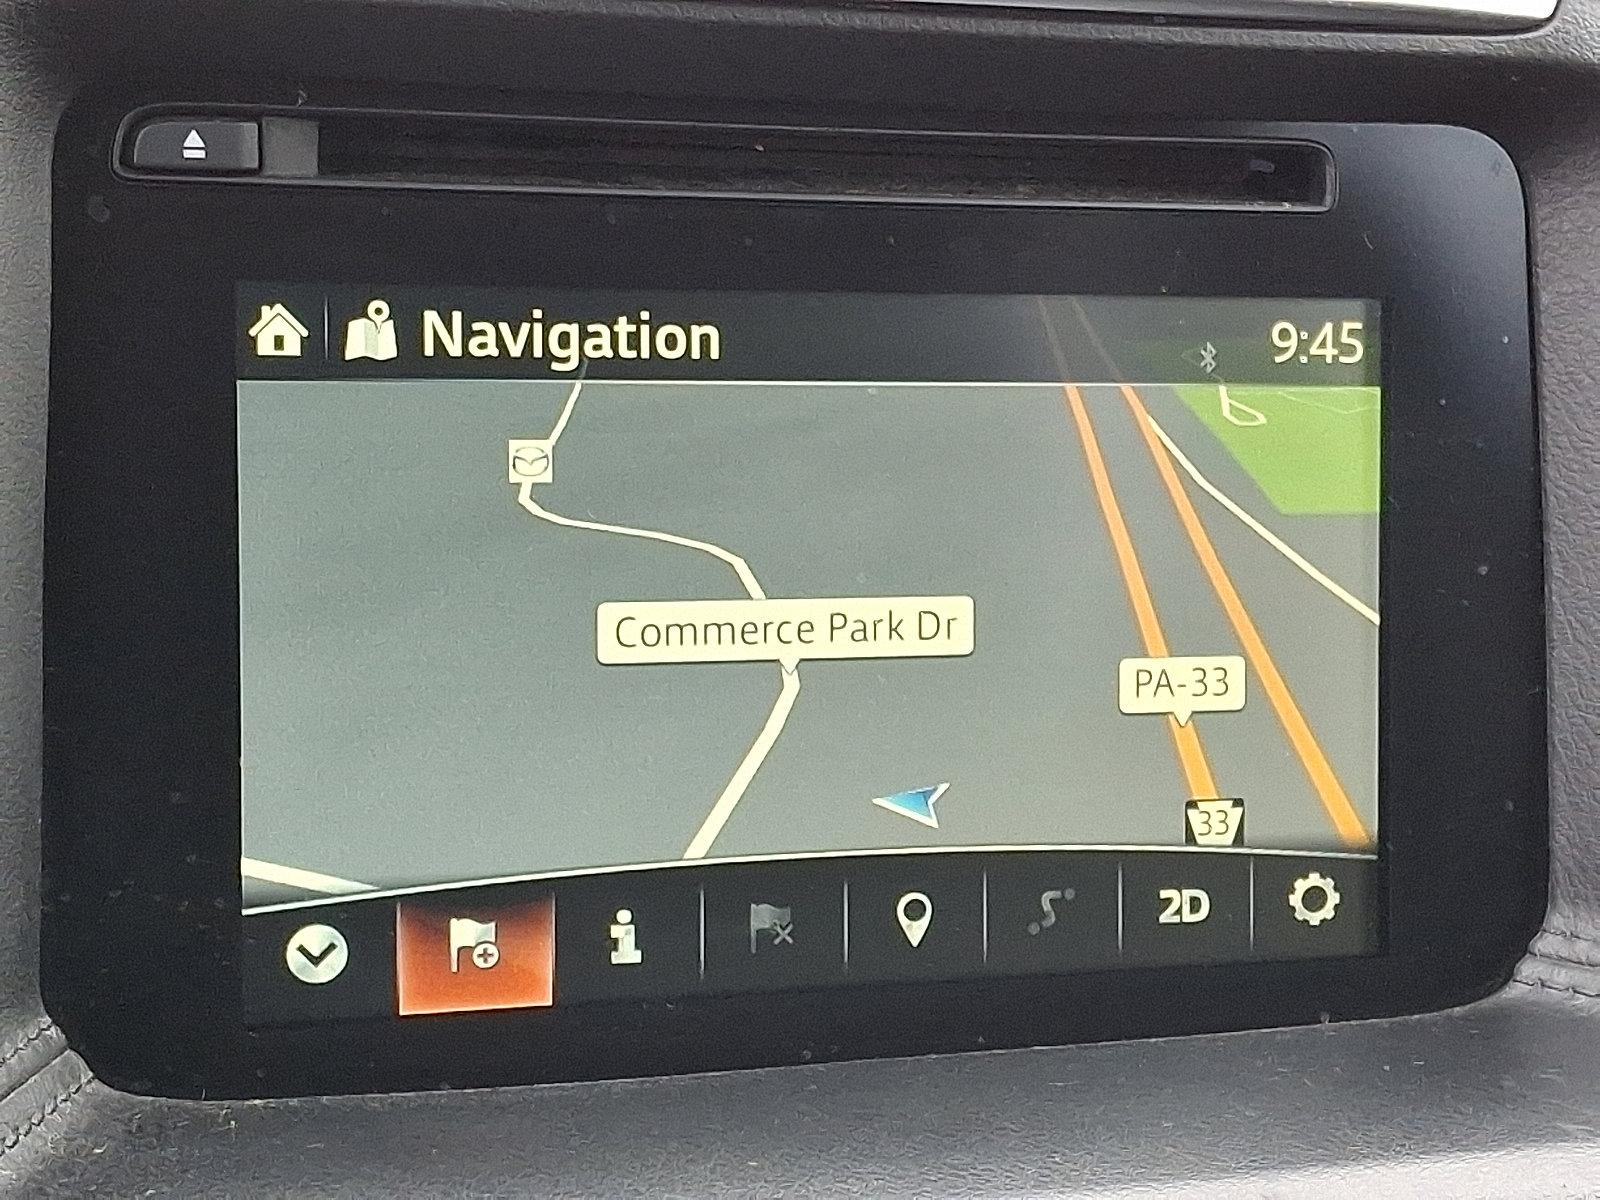 Navigation
9:45
Commerce Park Dr
PA-33
33
2D